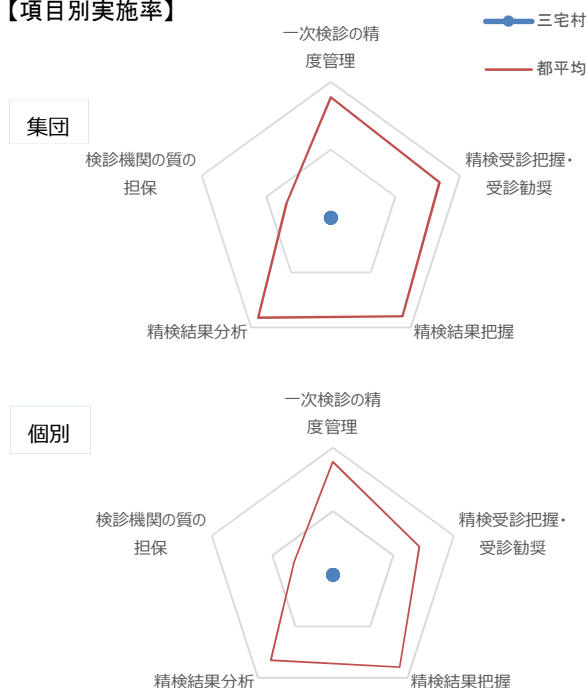 【項目別実施率】
三宅村
都平均
集団
一次検診の精
度管理
検診機関の質の
担保
精検受診把握・
受診勧奨
精検結果分析
精検結果把握
個別
一次検診の精
度管理
検診機関の質の
担保
精検受診把握・
受診勧奨
精検結果分析
精検結果把握